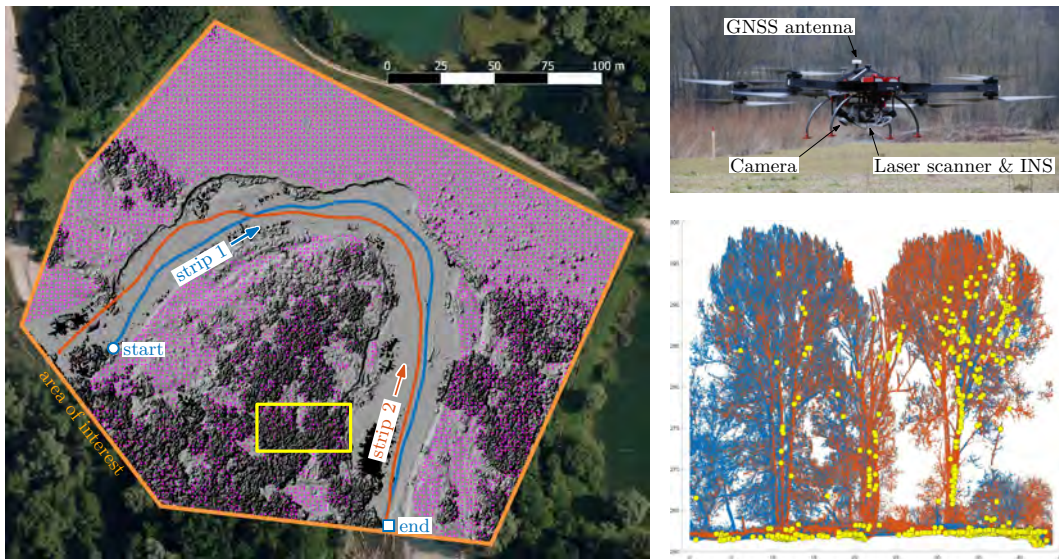 0 25 50 75 100 m
strip 1
start
area of interest
strip 2
end
GNSS antenna
Camera
Laser scanner & INS